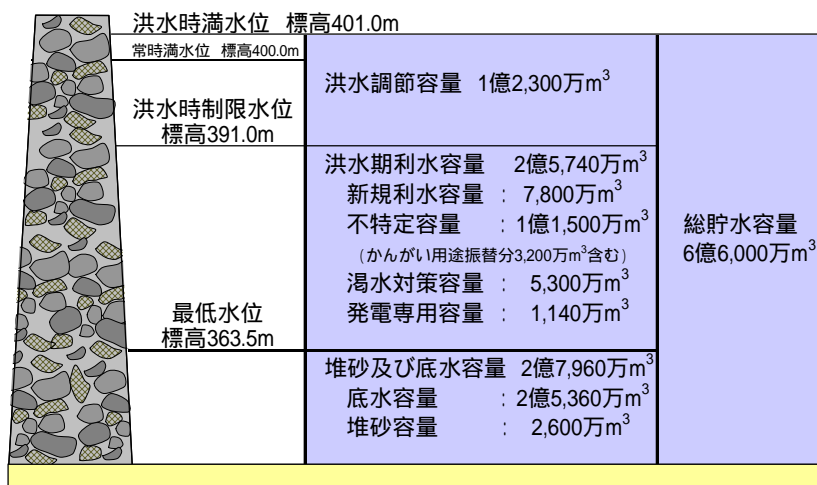 洪水時満水位 標高401.0m
常時満水位 標高400.0m
洪水時制限水位
標高391.0m
最低水位
標高363.5m
洪水調節容量 1億2,300万m³
洪水期利水容量 2億5,740万m³
新規利水容量 : 7,800万m³
不特定容量 : 1億1,500万m³
(かんがい用途振替分3,200万m³含む)
渇水対策容量 : 5,300万m³
発電専用容量 : 1,140万m³
堆砂及び底水容量 2億7,960万m³
底水容量 : 2億5,360万m³
堆砂容量 : 2,600万m³
総貯水容量
6億6,000万m³